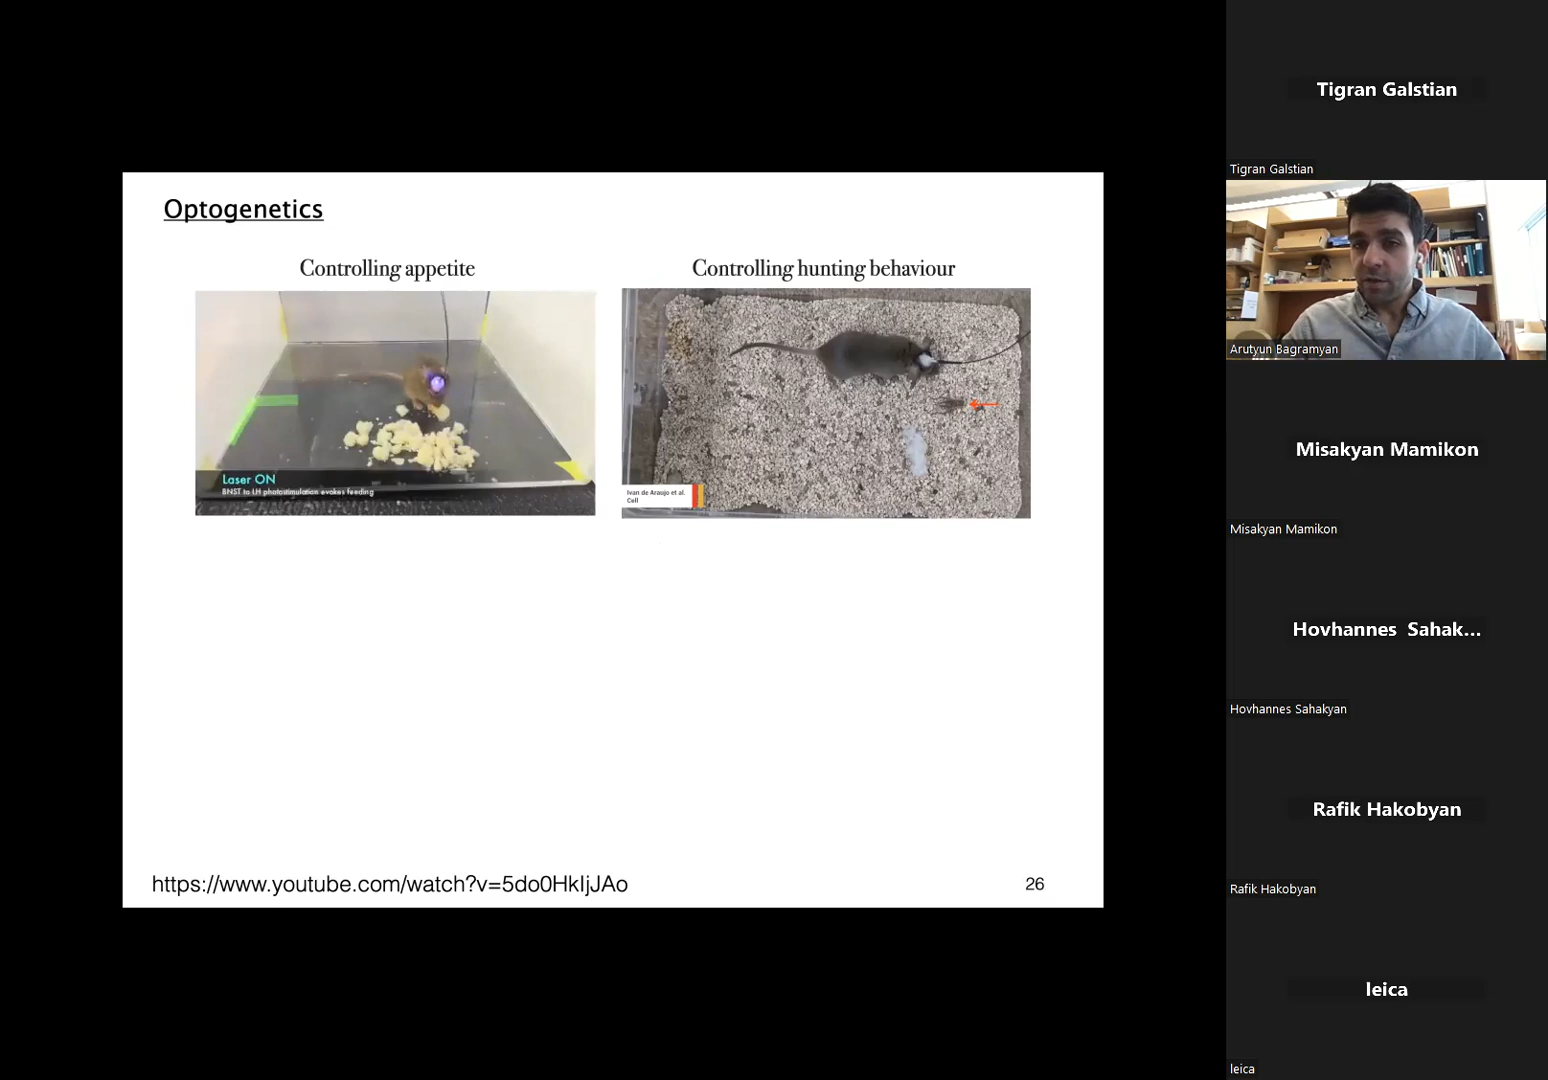 Optogenetics
Controlling appetite
Controlling hunting behaviour
Laser ON
BNST to LH photostimulation evokes feeding
Ivan de Araujo et al.
Cell
https://www.youtube.com/watch?v=5do0HkIjJAo
26
Tigran Galstian
Tigran Galstian
Arutyun Bagramyan
Misakyan Mamikon
Misakyan Mamikon
Hovhannes Sahak...
Hovhannes Sahakyan
Rafik Hakobyan
Rafik Hakobyan
leica
leica